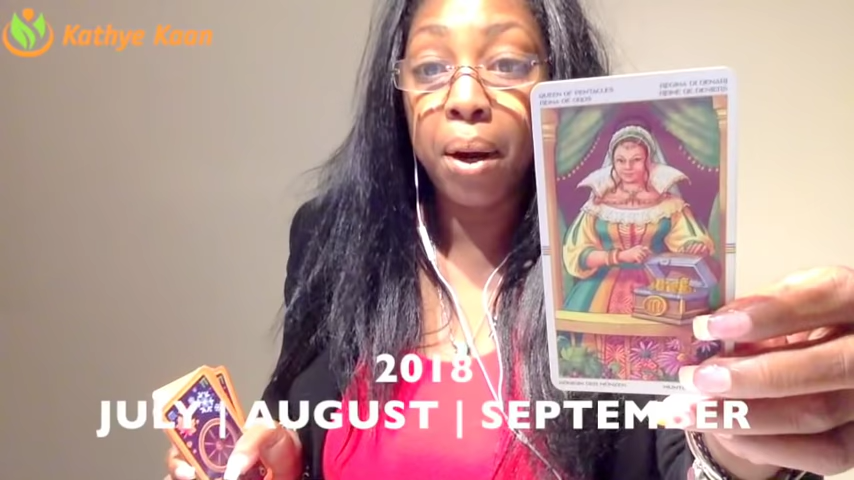 Kathye Kaan
QUEEN OF PENTACLES
REINA DE OROS
REGINA DI DENARI
REINE DE DENIERS
2018
JULY | AUGUST | SEPTEMBER